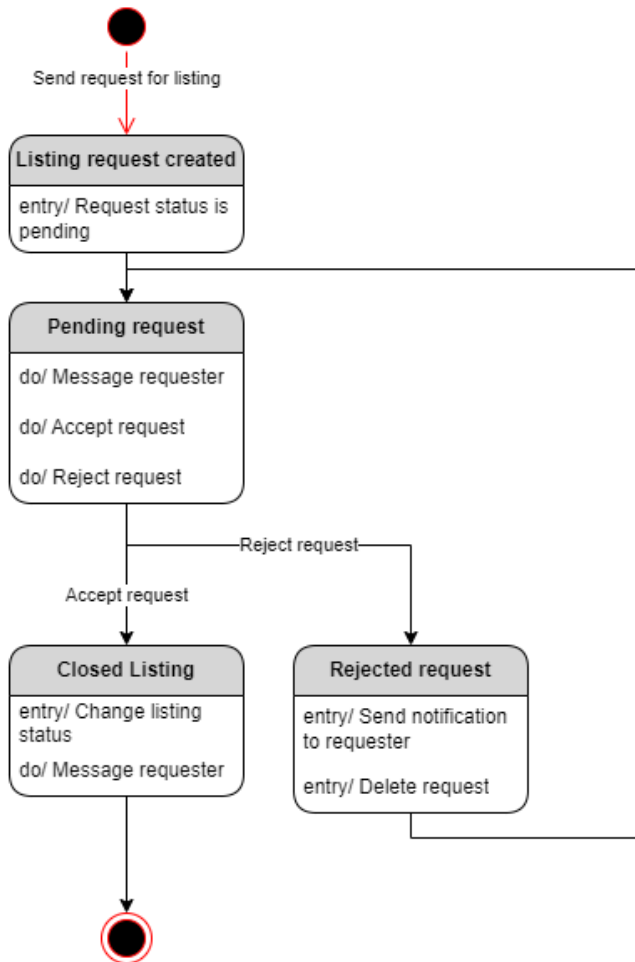 Send request for listing
Listing request created
entry/ Request status is
pending
Pending request
do/ Message requester
do/ Accept request
do/ Reject request
Reject request
Accept request
Closed Listing
entry/ Change listing
status
do/ Message requester
Rejected request
entry/ Send notification
to requester
entry/ Delete request